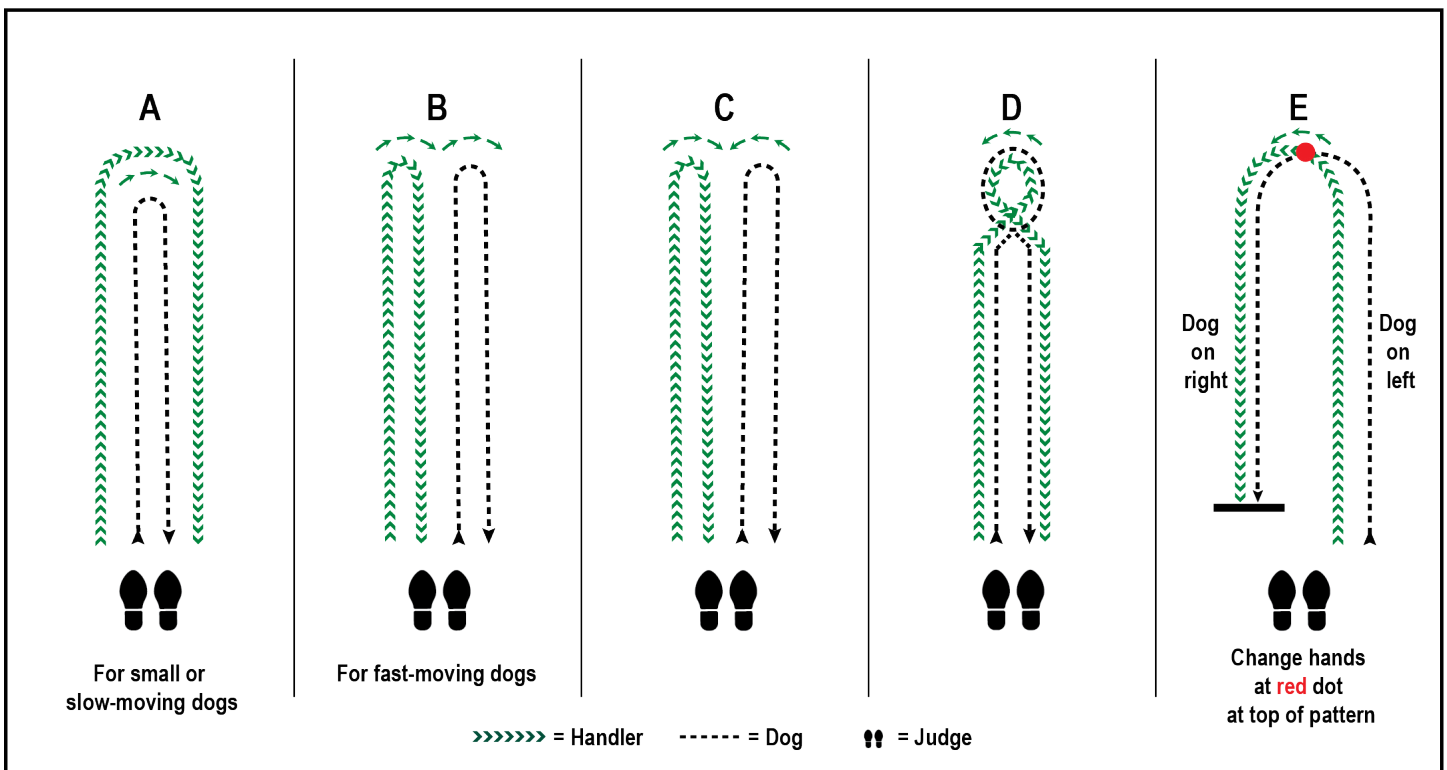 A
B
C
D
E
Dog
on
right
Dog
on
left
For small or
slow-moving dogs
For fast-moving dogs
Change hands
at red dot
at top of pattern
= Handler
= Dog
= Judge